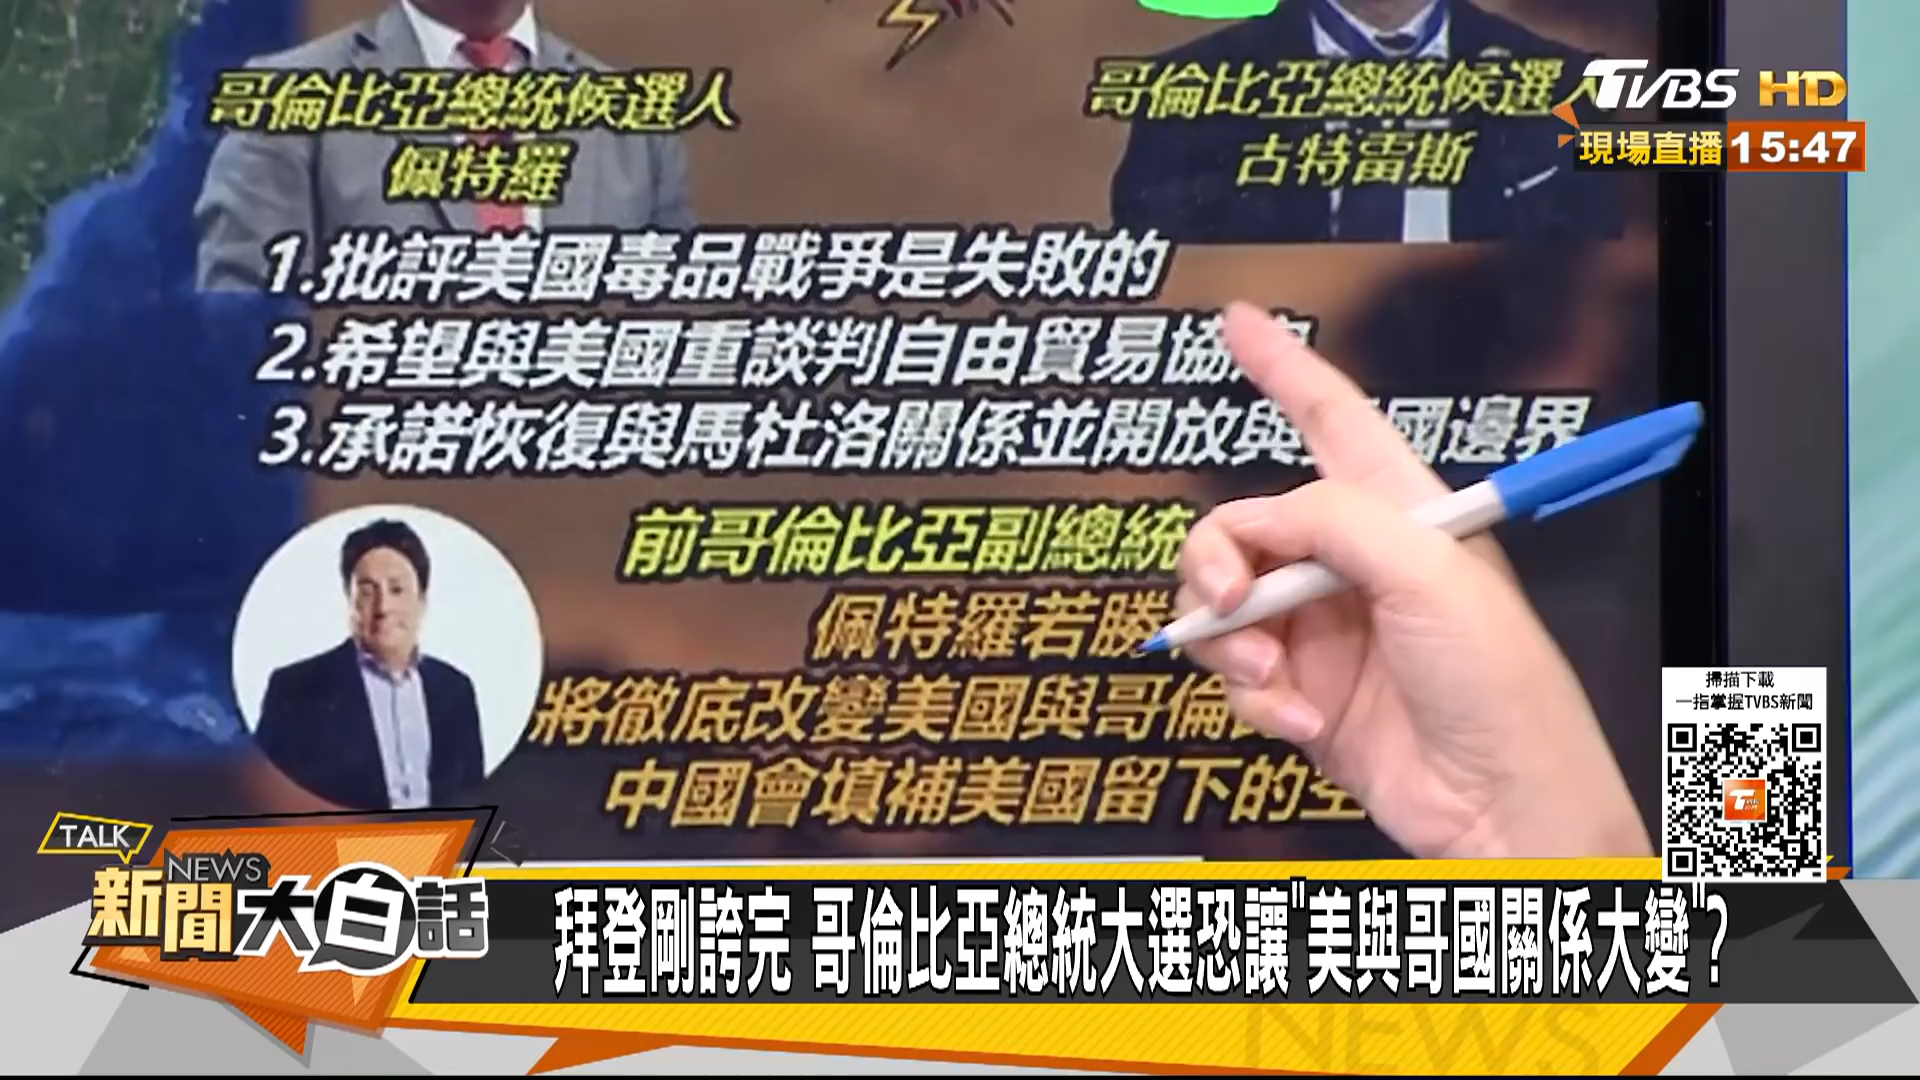 哥倫比亞總統候選人
佩特羅
哥倫比亞總統候選人
古特雷斯
TVBS HD
現場直播 15:47
1.批評美國毒品戰爭是失敗的
2.希望與美國重談判自由貿易協
3.承諾恢復與馬杜洛關係並開放與 國邊界
前哥倫比亞副總統
佩特羅若勝
將徹底改變美國與哥倫比
中國會填補美國留下的空
掃描下載
一指掌握TVBS新聞
TALK
NEWS
新聞大白話
拜登剛誇完 哥倫比亞總統大選恐讓"美與哥國關係大變"?
NEWS